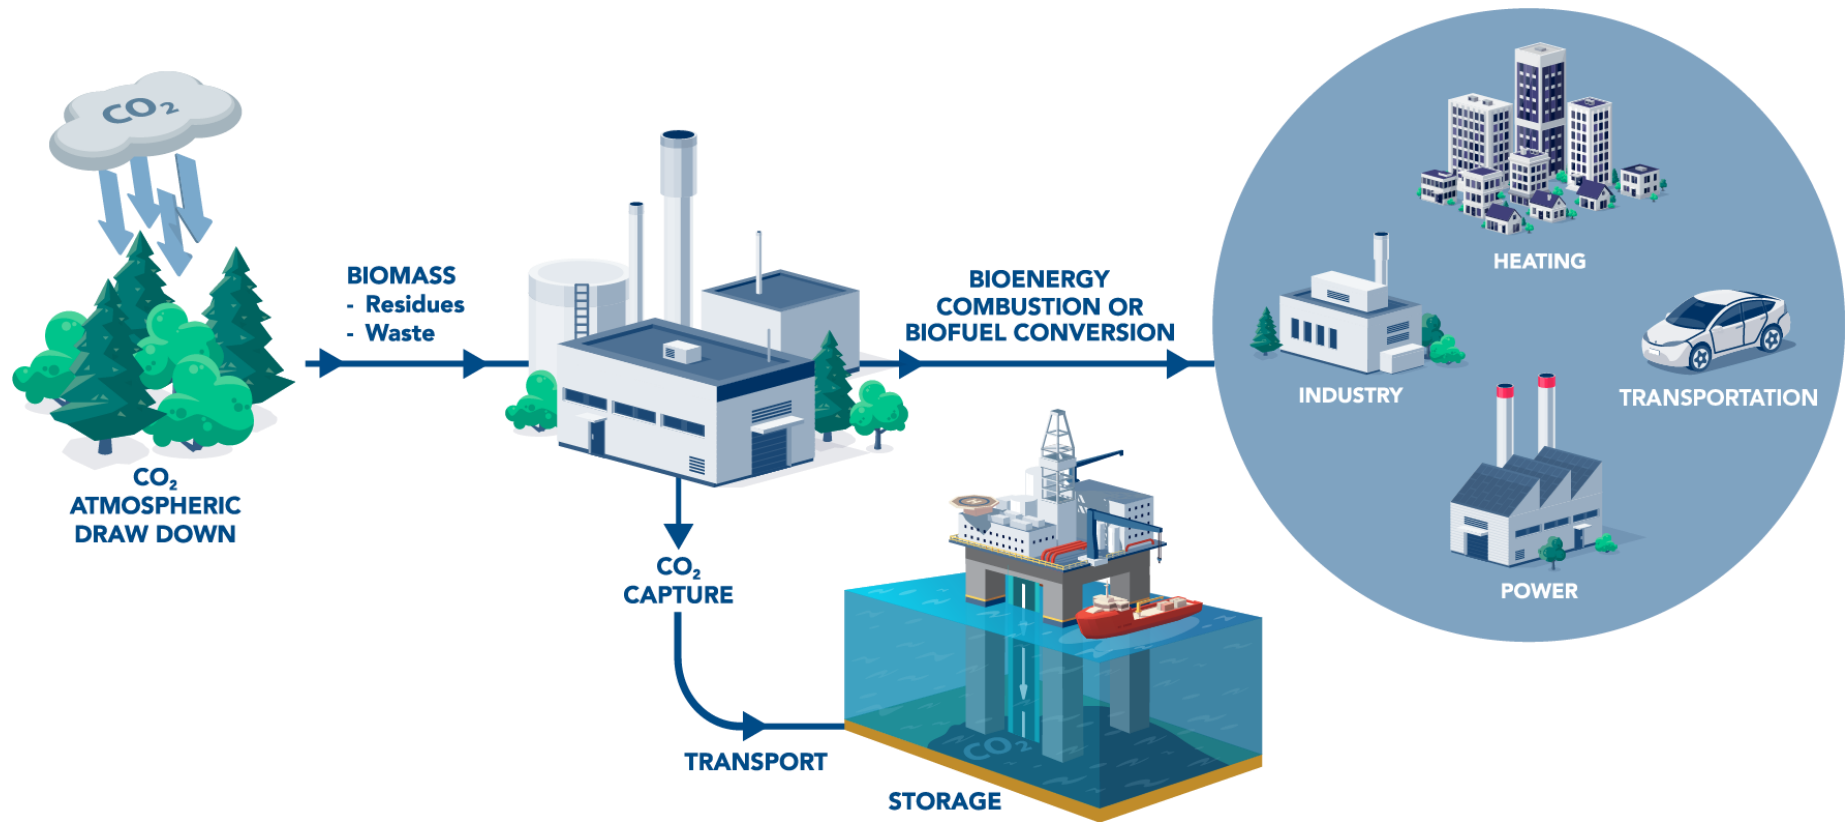 CO₂
CO₂
ATMOSPHERIC
DRAW DOWN
BIOMASS
- Residues
- Waste
BIOENERGY
COMBUSTION OR
BIOFUEL CONVERSION
CO₂
CAPTURE
TRANSPORT
H
CO₂
STORAGE
HEATING
INDUSTRY
TRANSPORTATION
POWER